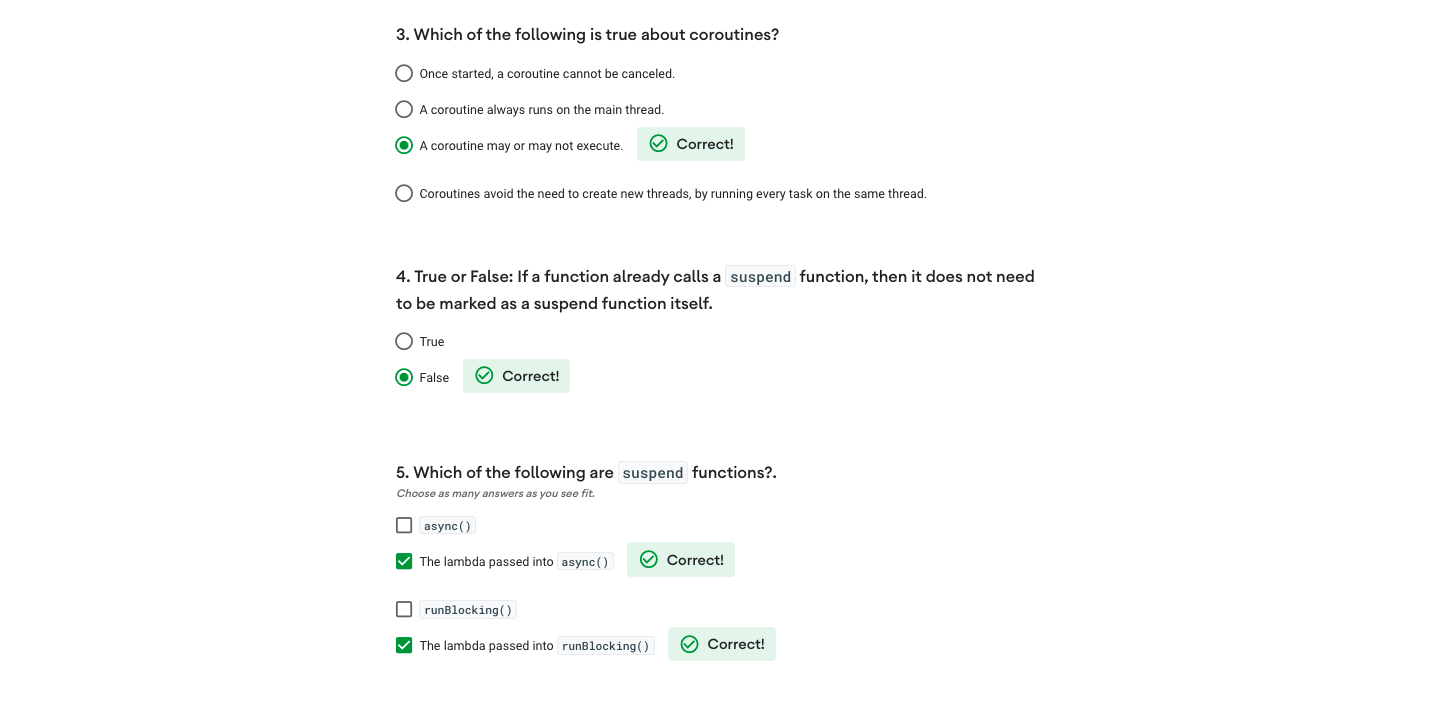 3. Which of the following is true about coroutines?
Once started, a coroutine cannot be canceled.
A coroutine always runs on the main thread.
A coroutine may or may not execute. Correct!
Coroutines avoid the need to create new threads, by running every task on the same thread.
4. True or False: If a function already calls a suspend function, then it does not need
to be marked as a suspend function itself.
True
False Correct!
5. Which of the following are suspend functions?.
Choose as many answers as you see fit.
async()
The lambda passed into async() Correct!
runBlocking()
The lambda passed into runBlocking() Correct!